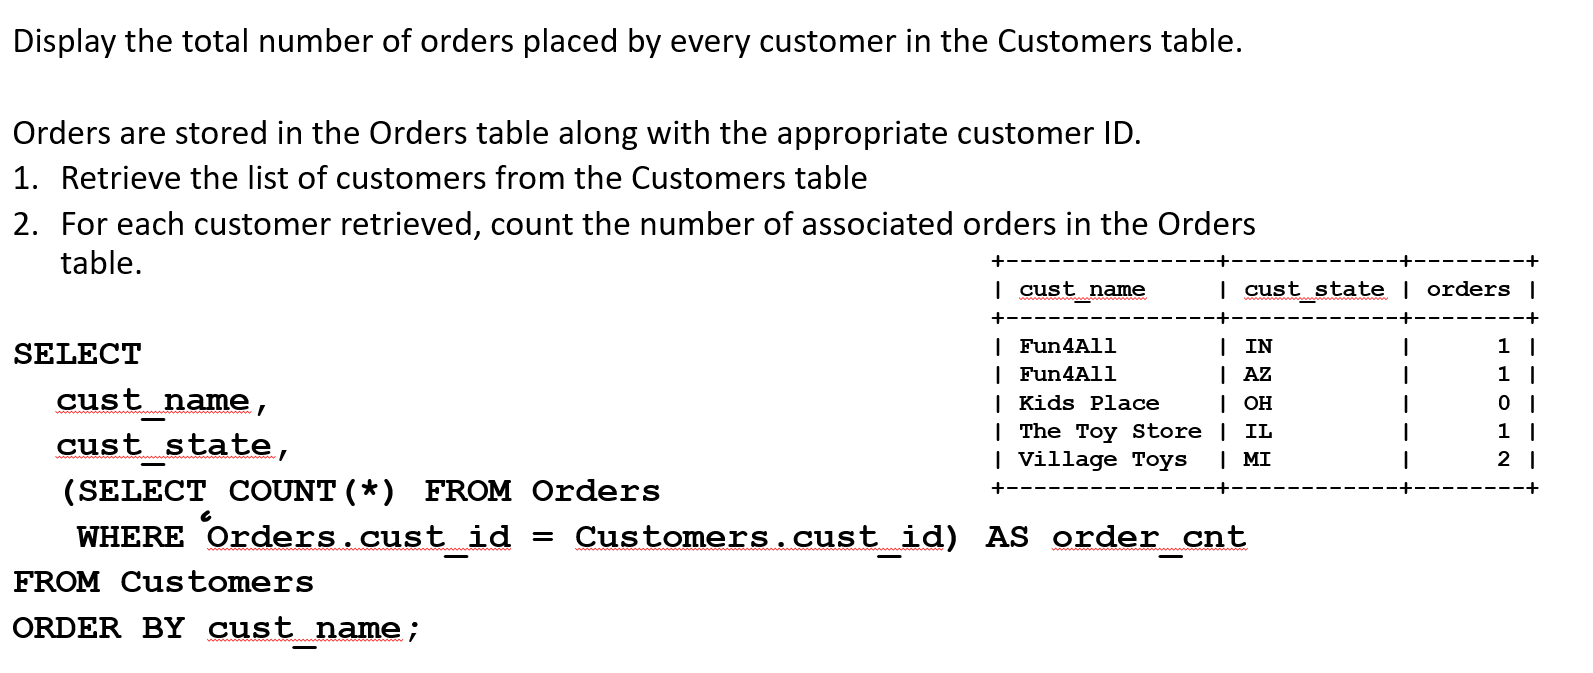 Display the total number of orders placed by every customer in the Customers table.
Orders are stored in the Orders table along with the appropriate customer ID.
1. Retrieve the list of customers from the Customers table
2. For each customer retrieved, count the number of associated orders in the Orders
table.
+---------------+------------+--------+
| cust_name | cust_state | orders |
+---------------+------------+--------+
| Fun4All | IN | 1 |
| Fun4All | AZ | 1 |
| Kids Place | OH | 0 |
| The Toy Store | IL | 1 |
| Village Toys | MI | 2 |
+---------------+------------+--------+
SELECT
cust_name,
cust_state,
(SELECT COUNT(*) FROM Orders
WHERE Orders.cust_id = Customers.cust_id) AS order_cnt
FROM Customers
ORDER BY cust_name;